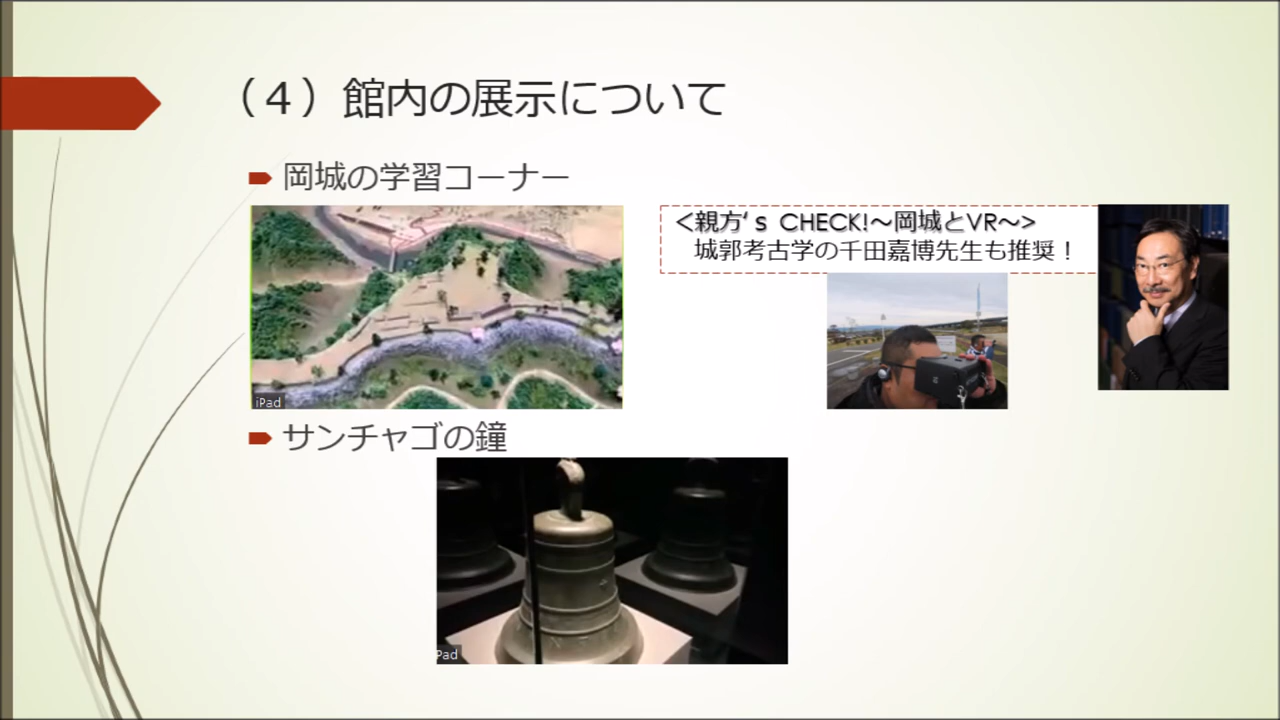 （４）館内の展示について
岡城の学習コーナー
<親方‘ｓ CHECK!～岡城とVR～>
城郭考古学の千田嘉博先生も推奨！
iPad
サンチャゴの鐘
Pad